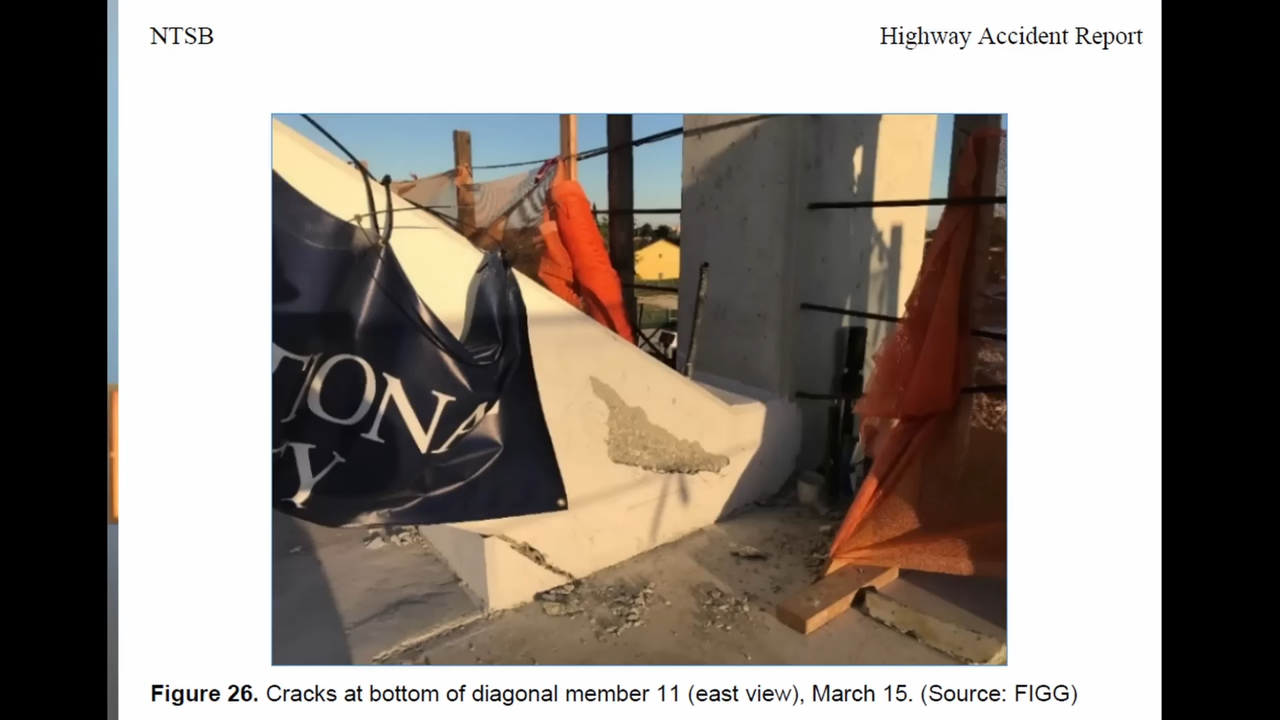 NTSB
Highway Accident Report
TIONA
Y
Figure 26. Cracks at bottom of diagonal member 11 (east view), March 15. (Source: FIGG)